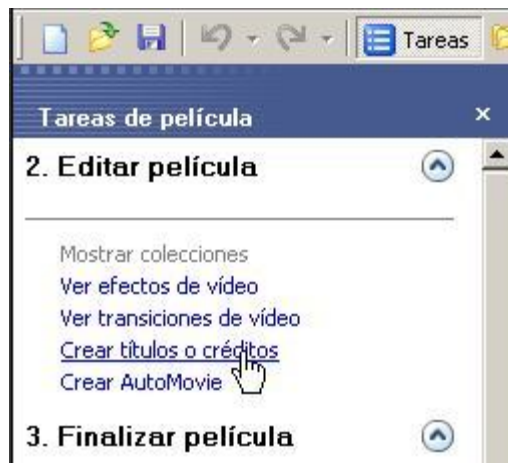 Tareas
Tareas de película
2. Editar película
Mostrar colecciones
Ver efectos de vídeo
Ver transiciones de vídeo
Crear títulos o créditos
Crear AutoMovie
3. Finalizar película